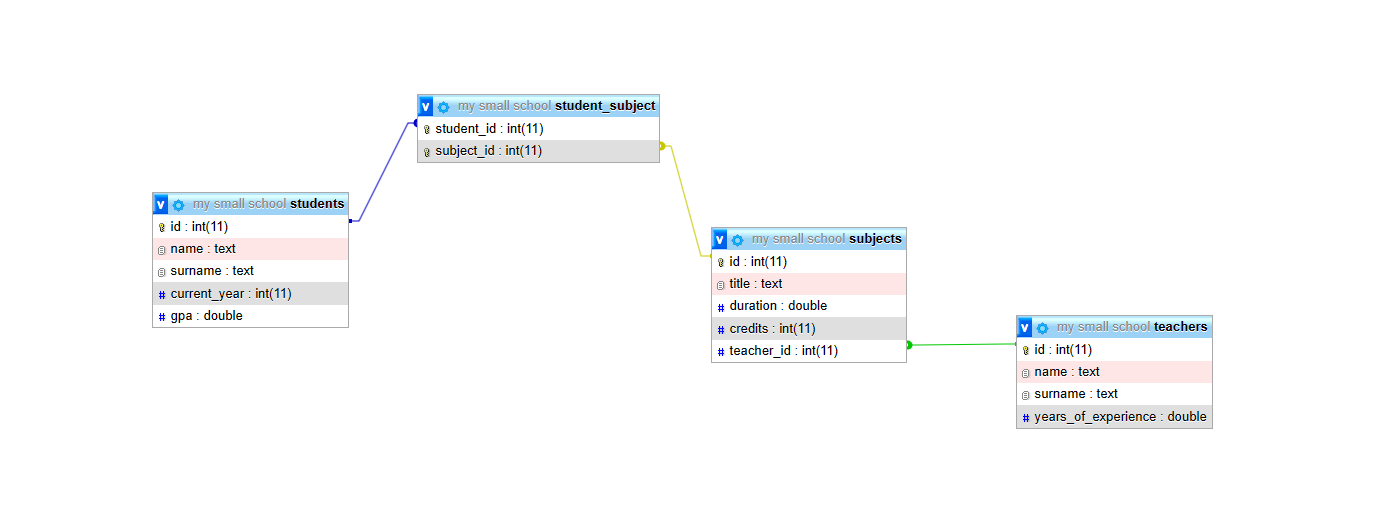 v my small school student_subject
student_id : int(11)
subject_id : int(11)
v my small school students
id : int(11)
name : text
surname : text
# current_year : int(11)
# gpa : double
v my small school subjects
id : int(11)
title : text
# duration : double
# credits : int(11)
# teacher_id : int(11)
v my small school teachers
id : int(11)
name : text
surname : text
# years_of_experience : double